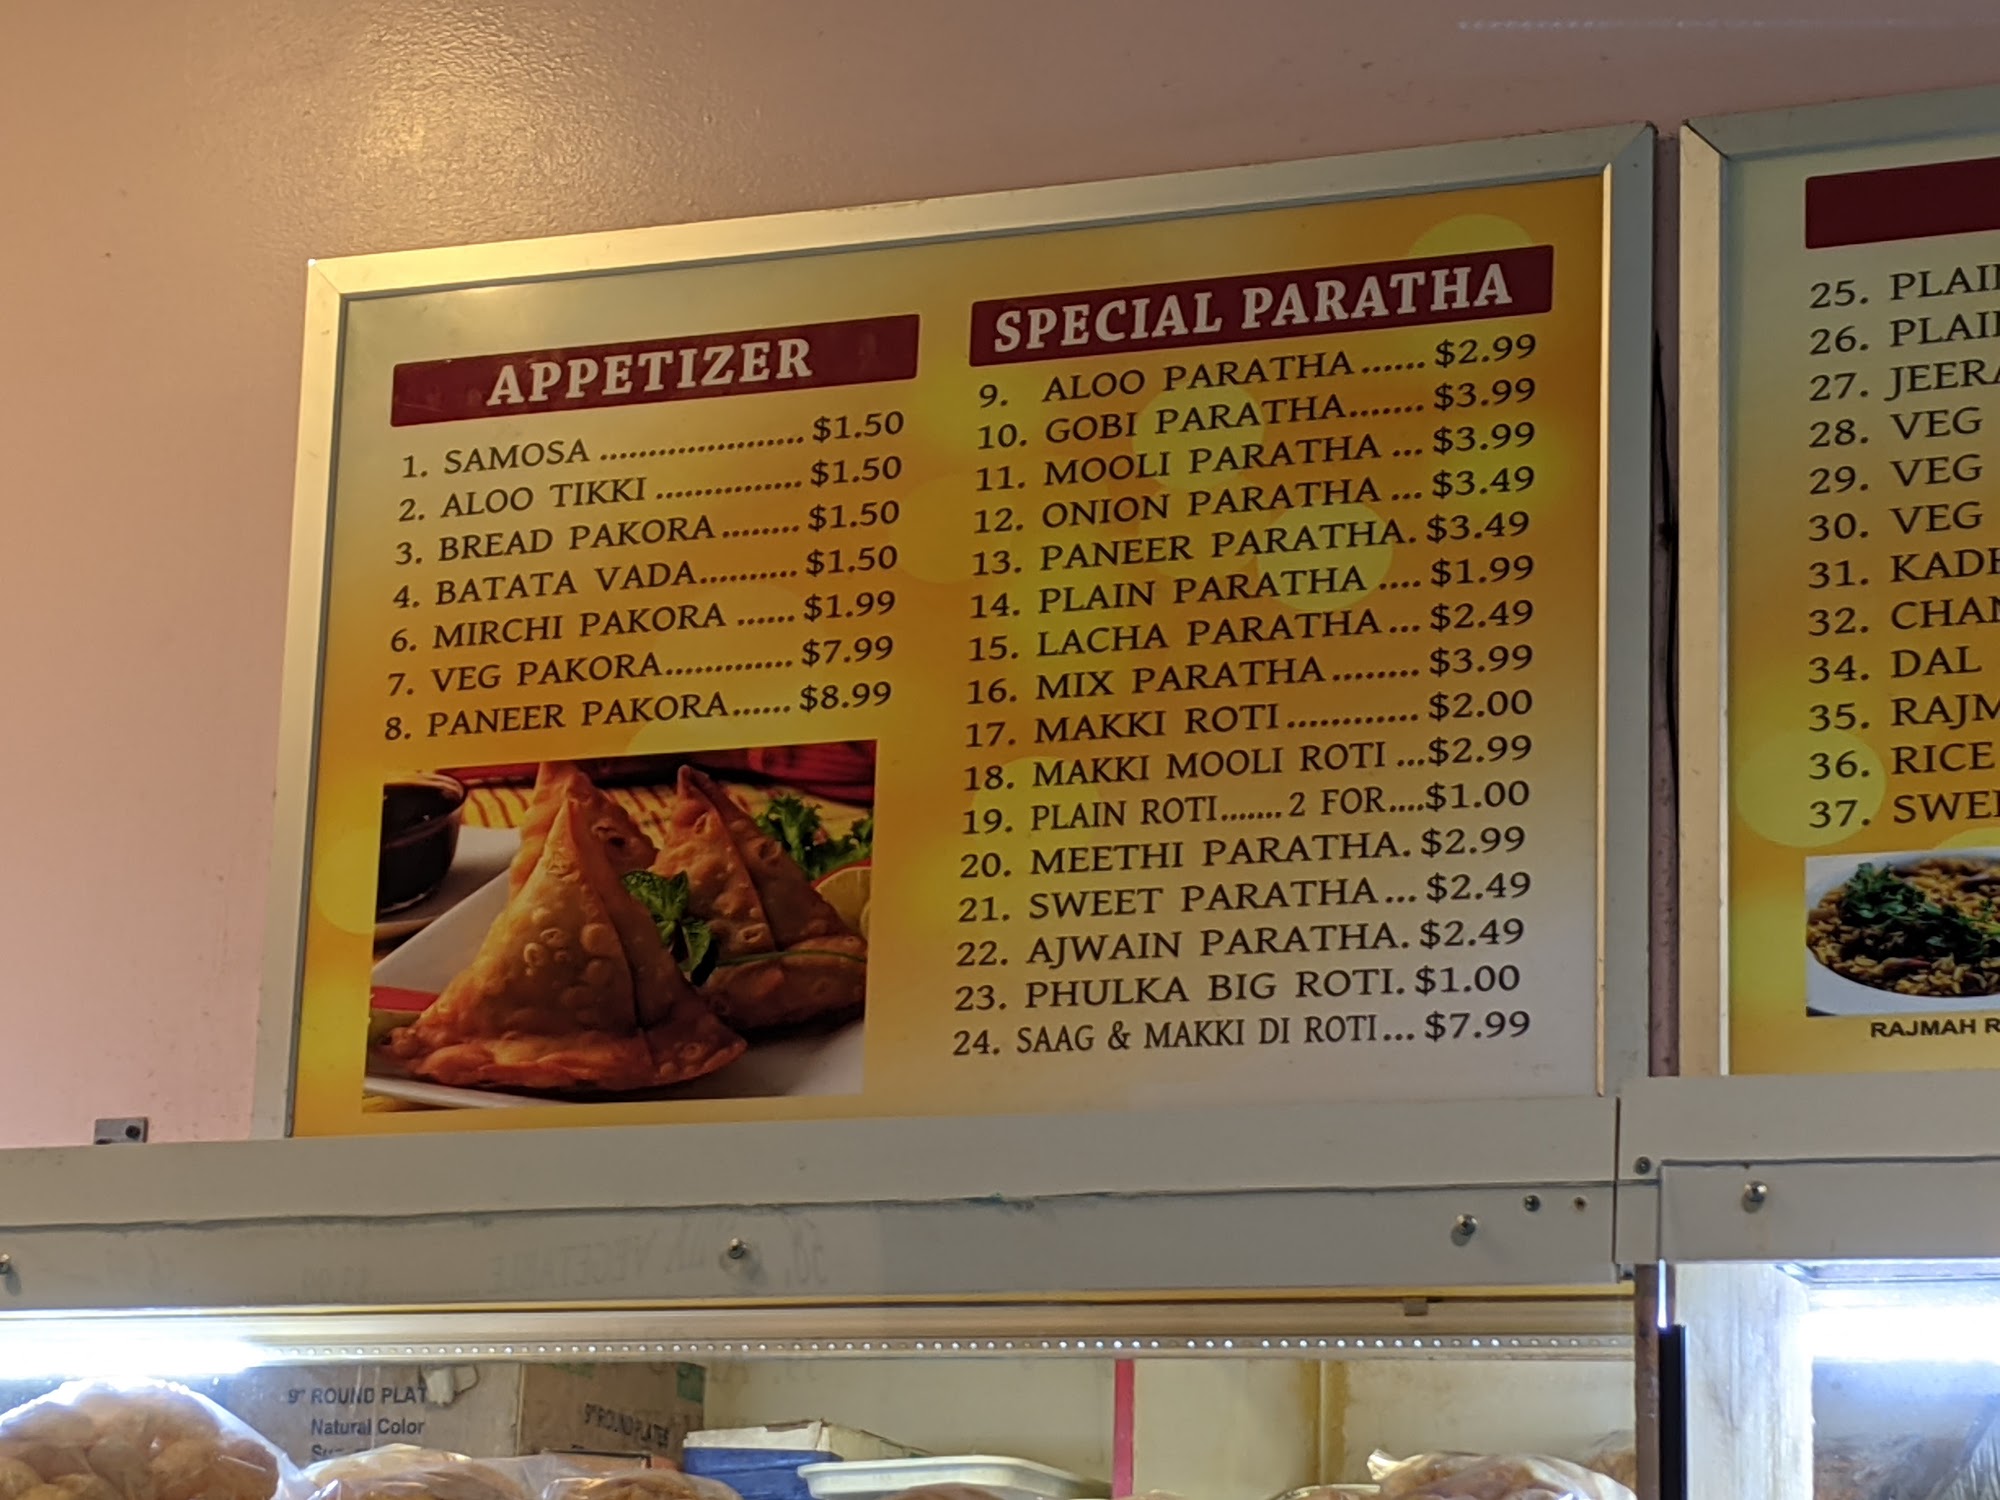 APPETIZER
1. SAMOSA ..................... $1.50
2. ALOO TIKKI ............... $1.50
3. BREAD PAKORA ........ $1.50
4. BATATA VADA.......... $1.50
6. MIRCHI PAKORA ...... $1.99
7. VEG PAKORA............. $7.99
8. PANEER PAKORA...... $8.99
SPECIAL PARATHA
9. ALOO PARATHA ...... $2.99
10. GOBI PARATHA....... $3.99
11. MOOLI PARATHA ... $3.99
12. ONION PARATHA ... $3.49
13. PANEER PARATHA. $3.49
14. PLAIN PARATHA .... $1.99
15. LACHA PARATHA ... $2.49
16. MIX PARATHA ........ $3.99
17. MAKKI ROTI ............ $2.00
18. MAKKI MOOLI ROTI ...$2.99
19. PLAIN ROTI.......2 FOR....$1.00
20. MEETHI PARATHA. $2.99
21. SWEET PARATHA ... $2.49
22. AJWAIN PARATHA. $2.49
23. PHULKA BIG ROTI. $1.00
24. SAAG & MAKKI DI ROTI... $7.99
25.
26.
27.
28. VEG
29. VEG
30. VEG
31.
32.
34. DAL
35.
36. RICE
37.
RAJMAH
9" ROUND
Natural Color